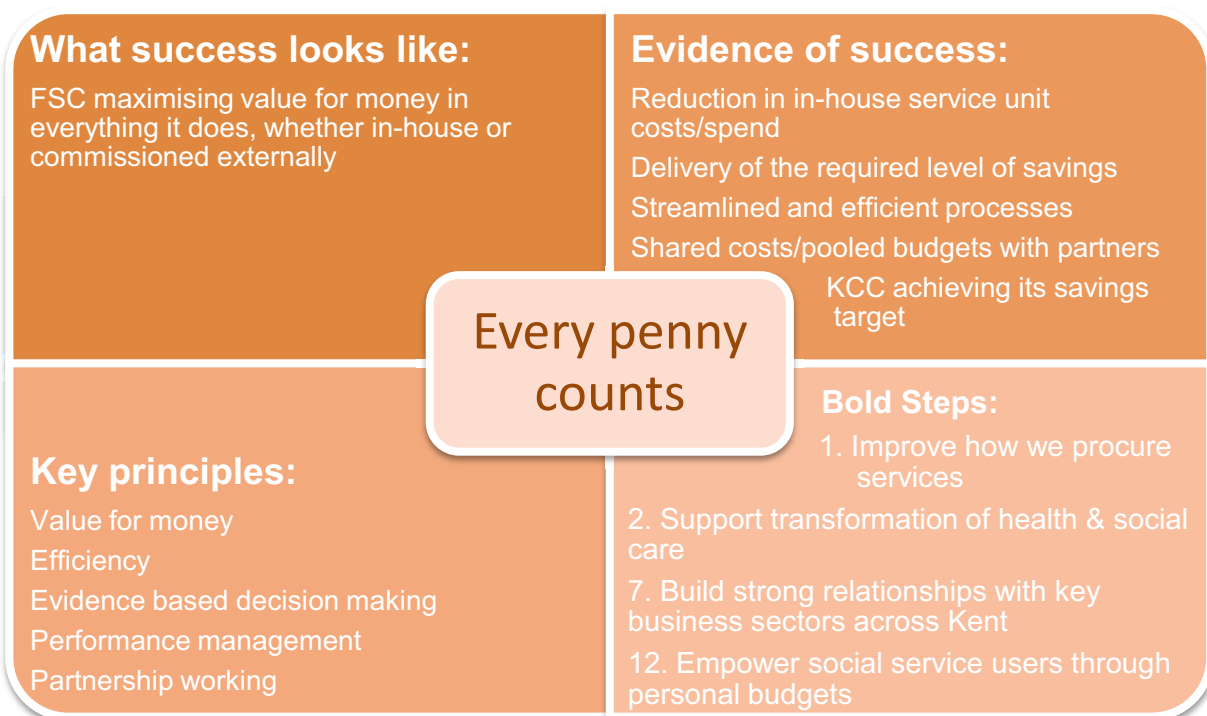 What success looks like:
FSC maximising value for money in
everything it does, whether in-house or
commissioned externally
Evidence of success:
Reduction in in-house service unit
costs/spend
Delivery of the required level of savings
Streamlined and efficient processes
Shared costs/pooled budgets with partners
KCC achieving its savings
target
Every penny
counts
Key principles:
Value for money
Efficiency
Evidence based decision making
Performance management
Partnership working
Bold Steps:
1. Improve how we procure
services
2. Support transformation of health & social
care
7. Build strong relationships with key
business sectors across Kent
12. Empower social service users through
personal budgets